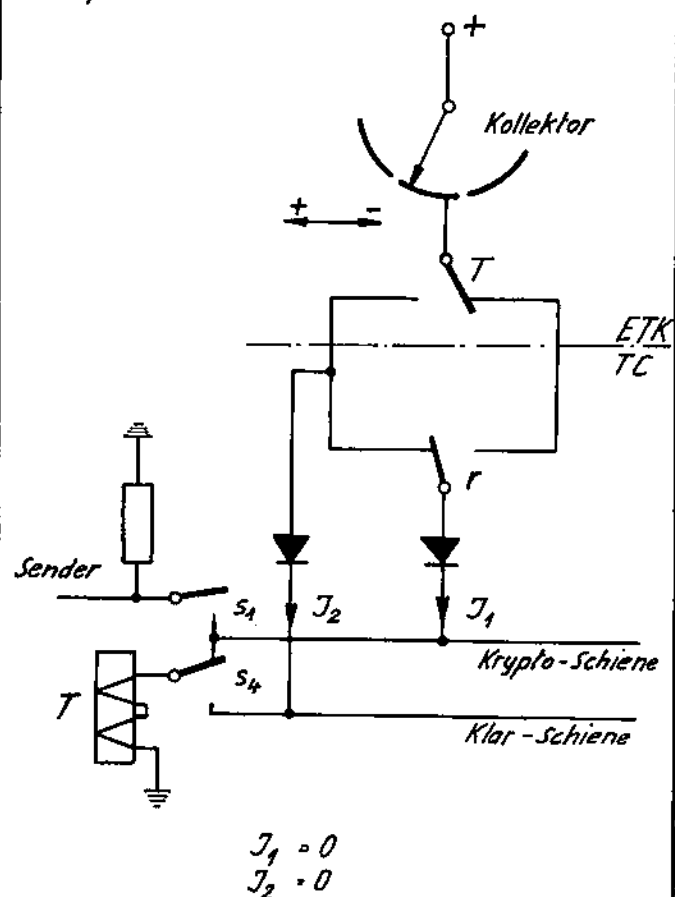 +
Kollektor
+ -
T
ETK
TC
r
Sender
s1
J2
J1
Krypto-Schiene
s4
T
Klar-Schiene
J1 = 0
J2 = 0